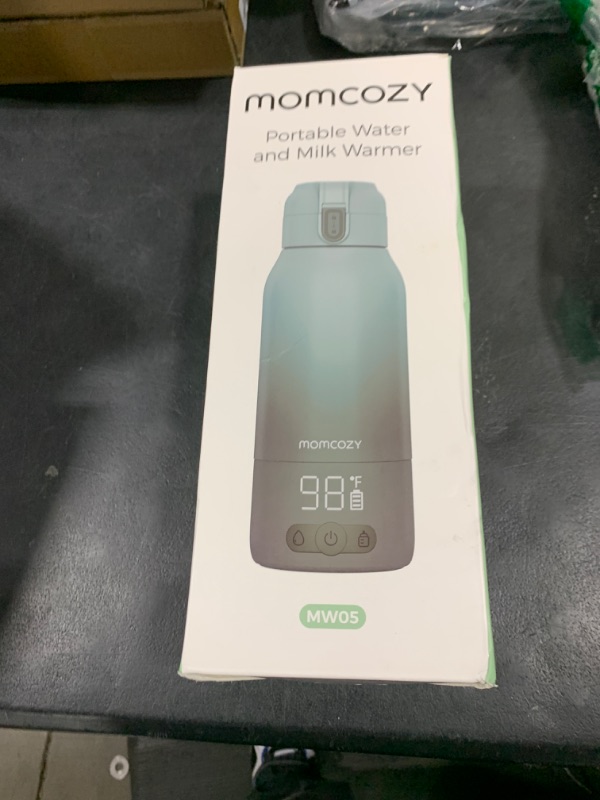 momcozy
Portable Water
and Milk Warmer
momcozy
98°F
MW05